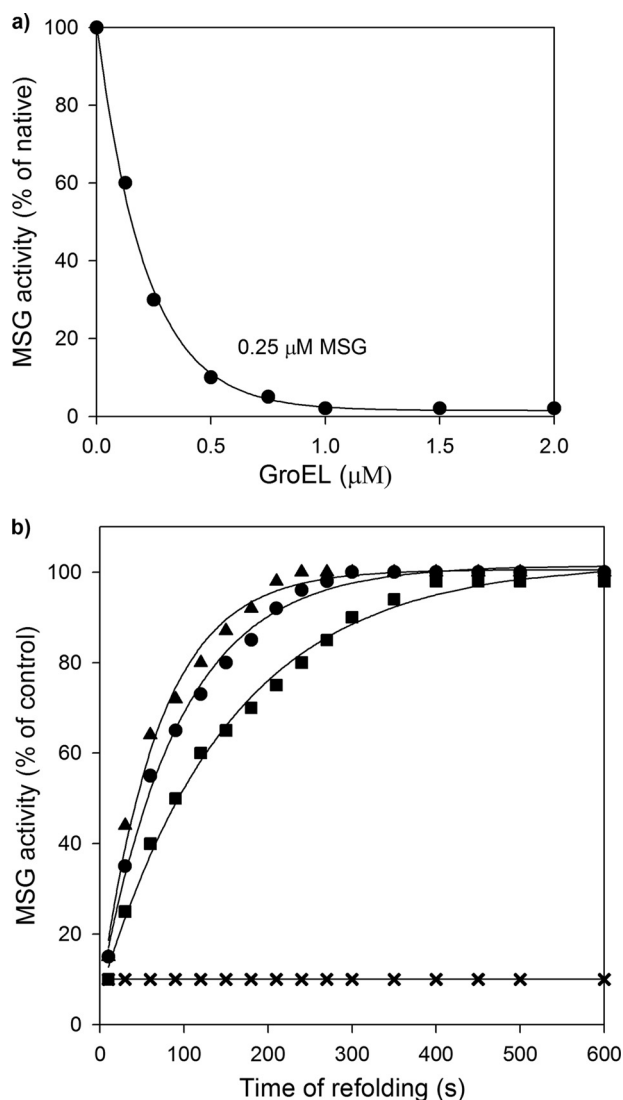 a)
100
80
60
40
20
0
MSG activity (% of native)
0.25 μM MSG
0.0 0.5 1.0 1.5 2.0
GroEL (μM)
b)
100
80
60
40
20
0
MSG activity (% of control)
0 100 200 300 400 500 600
Time of refolding (s)